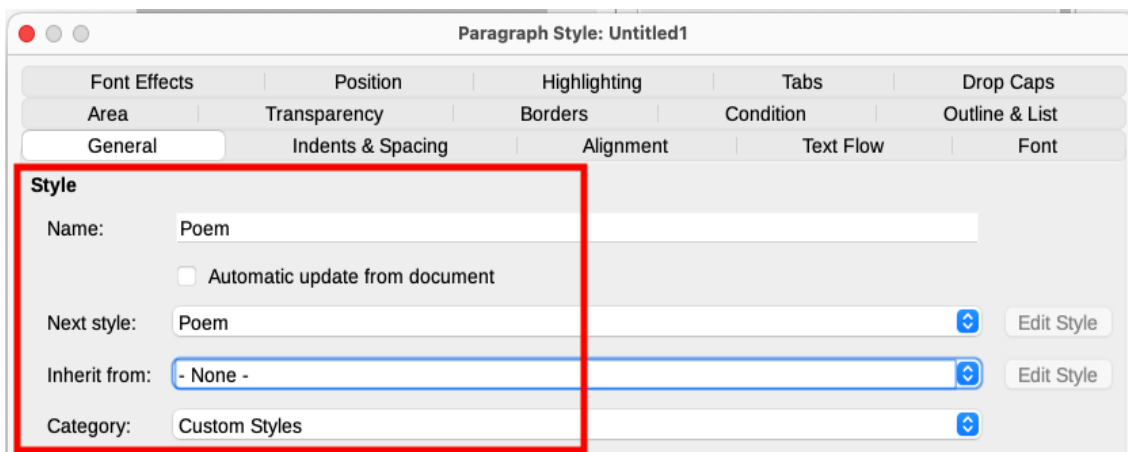 Paragraph Style: Untitled1
Font Effects Position Highlighting Tabs Drop Caps
Area Transparency Borders Condition Outline & List
General Indents & Spacing Alignment Text Flow Font
Style
Name: Poem
Automatic update from document
Next style: Poem Edit Style
Inherit from: - None - Edit Style
Category: Custom Styles